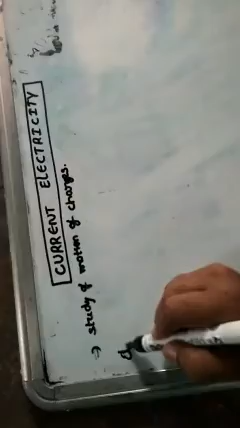 CURRENT ELECTRICITY
→ study of motion of charges.